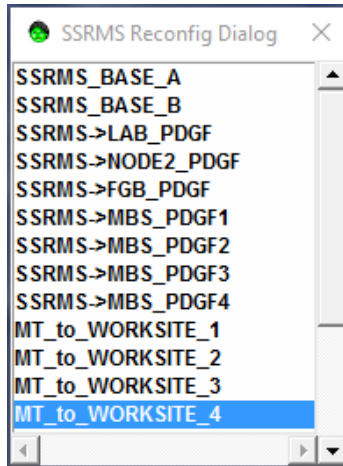 SSRMS Reconfig Dialog
SSRMS_BASE_A
SSRMS_BASE_B
SSRMS->LAB_PDGF
SSRMS->NODE2_PDGF
SSRMS->FGB_PDGF
SSRMS->MBS_PDGF1
SSRMS->MBS_PDGF2
SSRMS->MBS_PDGF3
SSRMS->MBS_PDGF4
MT_to_WORKSITE_1
MT_to_WORKSITE_2
MT_to_WORKSITE_3
MT_to_WORKSITE_4